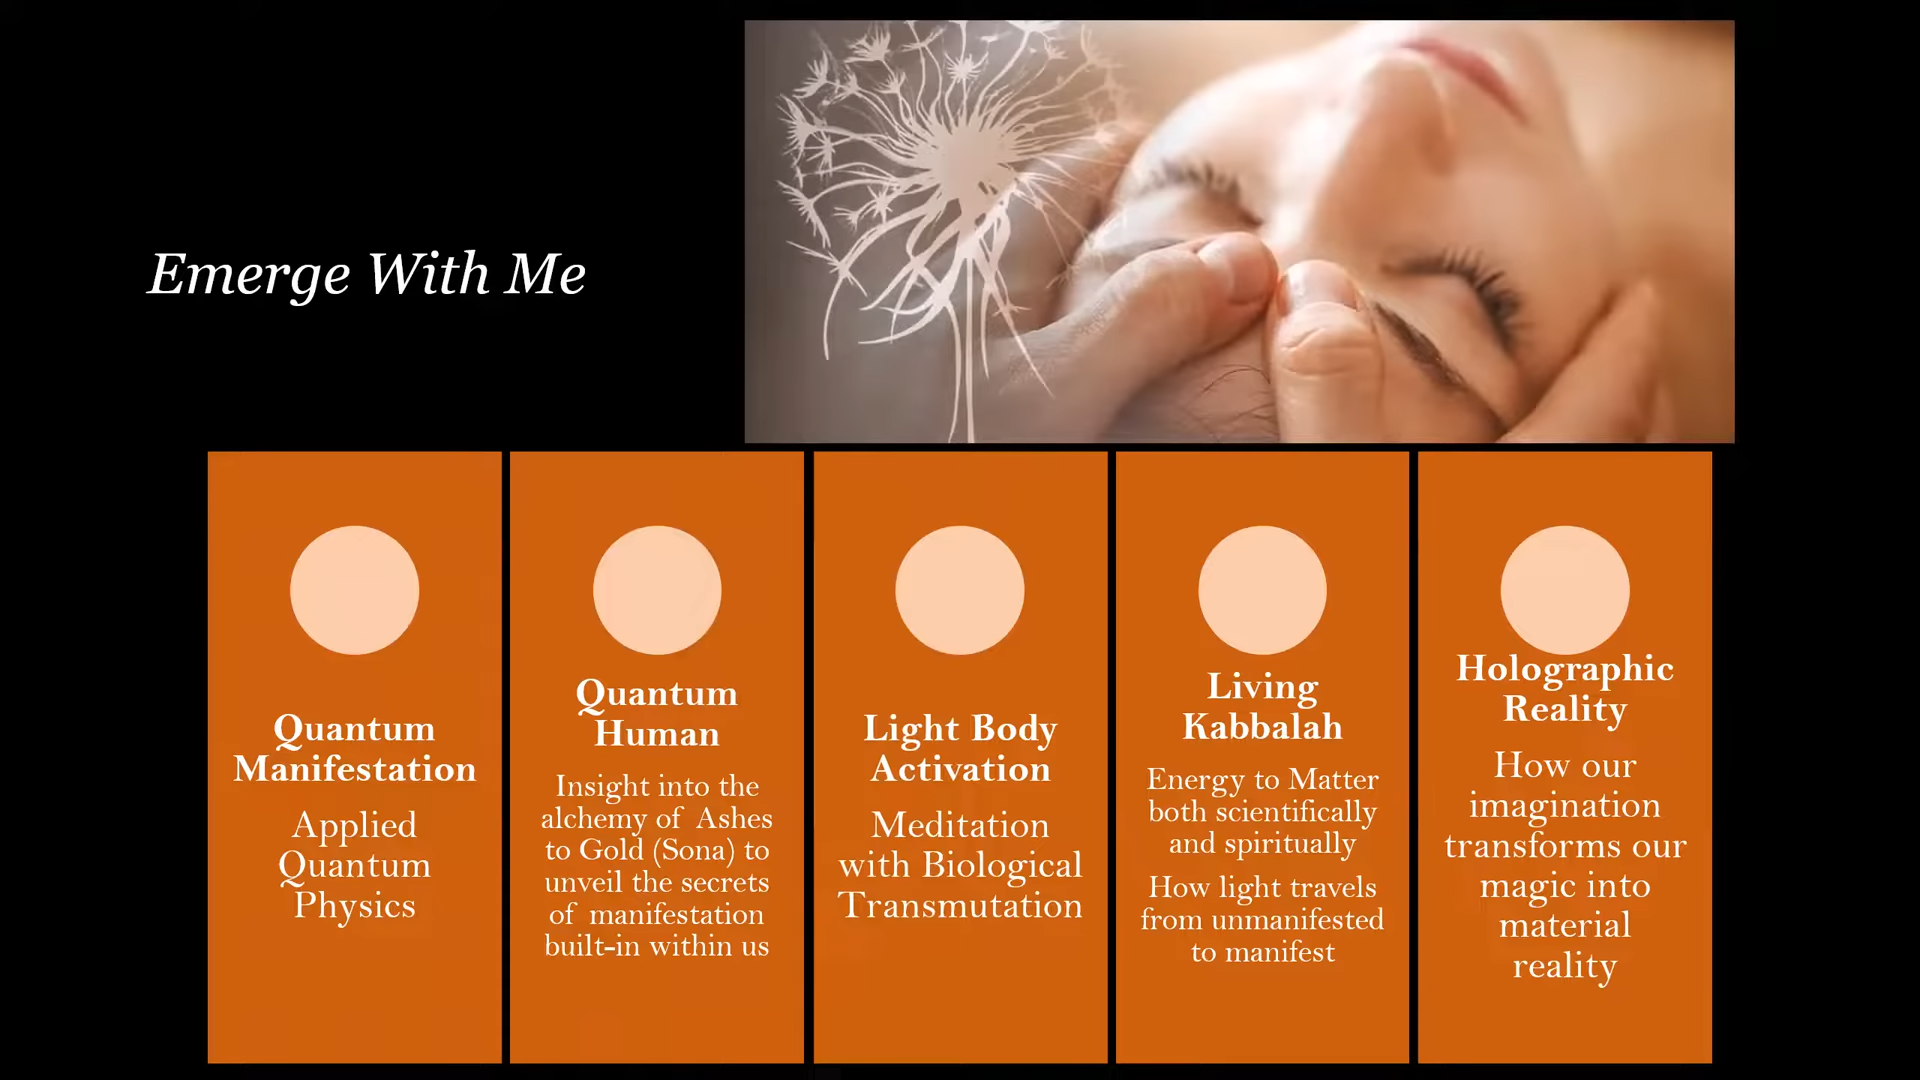 Emerge With Me
Quantum
Manifestation
Applied
Quantum
Physics
Quantum
Human
Insight into the
alchemy of Ashes
to Gold (Sona) to
unveil the secrets
of manifestation
built-in within us
Light Body
Activation
Meditation
with Biological
Transmutation
Living
Kabbalah
Energy to Matter
both scientifically
and spiritually
How light travels
from unmanifested
to manifest
Holographic
Reality
How our
imagination
transforms our
magic into
material
reality